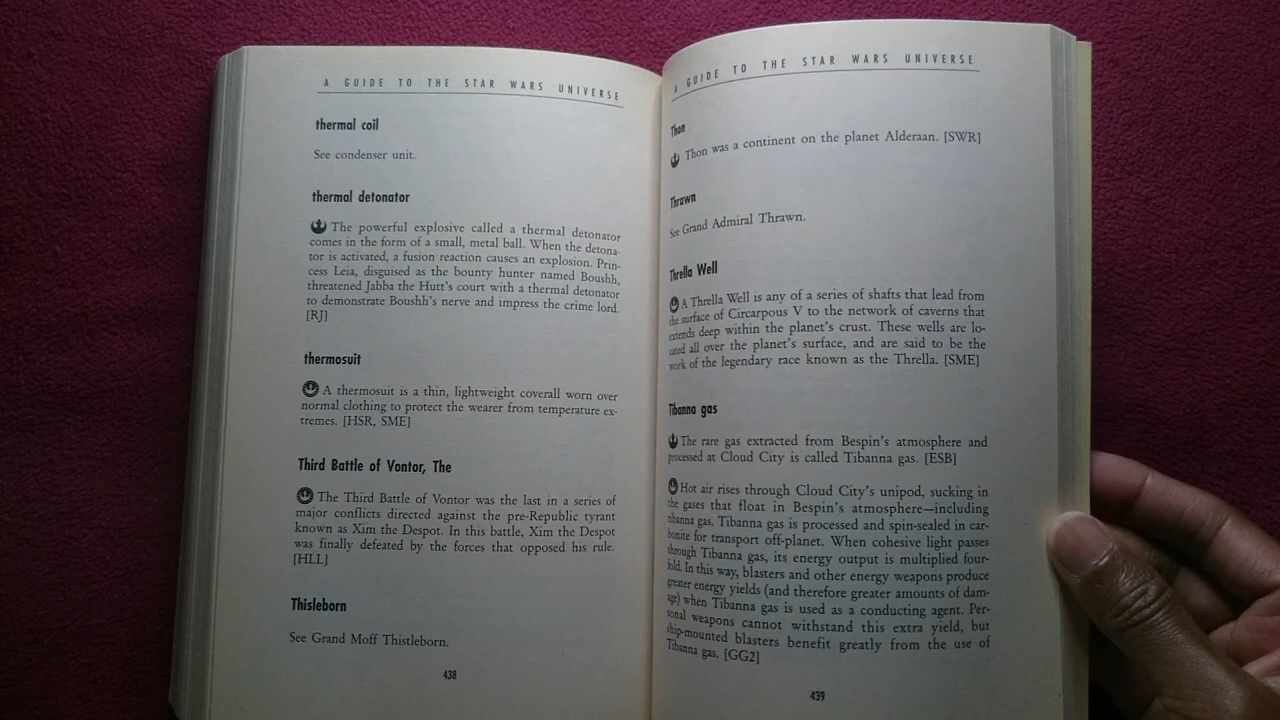 A GUIDE TO THE STAR WARS UNIVERSE
thermal coil
See condenser unit.
thermal detonator
The powerful explosive called a thermal detonator
comes in the form of a small, metal ball. When the detona-
tor is activated, a fusion reaction causes an explosion. Prin-
cess Leia, disguised as the bounty hunter named Boushh,
threatened Jabba the Hutt's court with a thermal detonator
to demonstrate Boushh's nerve and impress the crime lord.
[RJ]
thermosuit
A thermosuit is a thin, lightweight coverall worn over
normal clothing to protect the wearer from temperature ex-
tremes. [HSR, SME]
Third Battle of Vontor, The
The Third Battle of Vontor was the last in a series of
major conflicts directed against the pre-Republic tyrant
known as Xim the Despot. In this battle, Xim the Despot
was finally defeated by the forces that opposed his rule.
[HLL]
Thisleborn
See Grand Moff Thistleborn.
438
A GUIDE TO THE STAR WARS UNIVERSE
Thon
Thon was a continent on the planet Alderaan. [SWR]
Thrawn
See Grand Admiral Thrawn.
Thrella Well
A Thrella Well is any of a series of shafts that lead from
the surface of Circarpous V to the network of caverns that
extends deep within the planet's crust. These wells are lo-
cated all over the planet's surface, and are said to be the
work of the legendary race known as the Thrella. [SME]
Tibanna gas
The rare gas extracted from Bespin's atmosphere and
processed at Cloud City is called Tibanna gas. [ESB]
Hot air rises through Cloud City's unipod, sucking in
the gases that float in Bespin's atmosphere—including
tibanna gas. Tibanna gas is processed and spin-sealed in car-
bonite for transport off-planet. When cohesive light passes
through Tibanna gas, its energy output is multiplied four-
fold. In this way, blasters and other energy weapons produce
greater energy yields (and therefore greater amounts of dam-
age) when Tibanna gas is used as a conducting agent. Per-
sonal weapons cannot withstand this extra yield, but
ship-mounted blasters benefit greatly from the use of
Tibanna gas. [GG2]
439